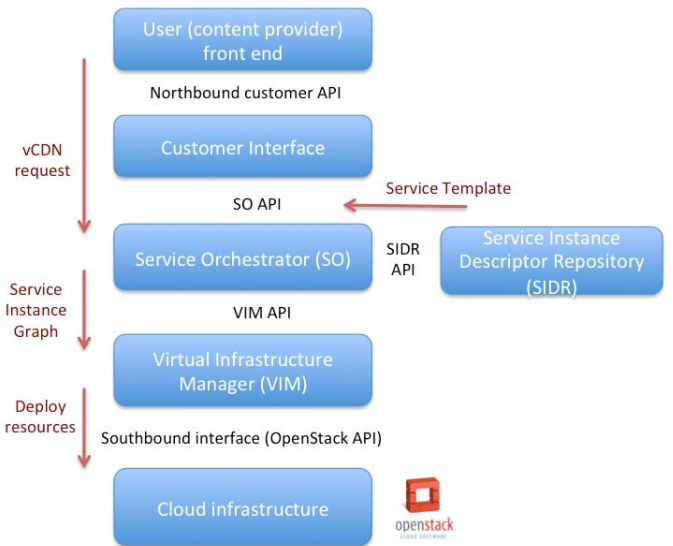 User (content provider)
front end
Northbound customer API
vCDN
request
Customer Interface
Service Template
SO API
Service Orchestrator (SO)
SIDR
API
Service Instance
Descriptor Repository
(SIDR)
Service
Instance
Graph
VIM API
Virtual Infrastructure
Manager (VIM)
Deploy
resources
Southbound interface (OpenStack API)
Cloud infrastructure
openstack
CLOUD SOFTWARE